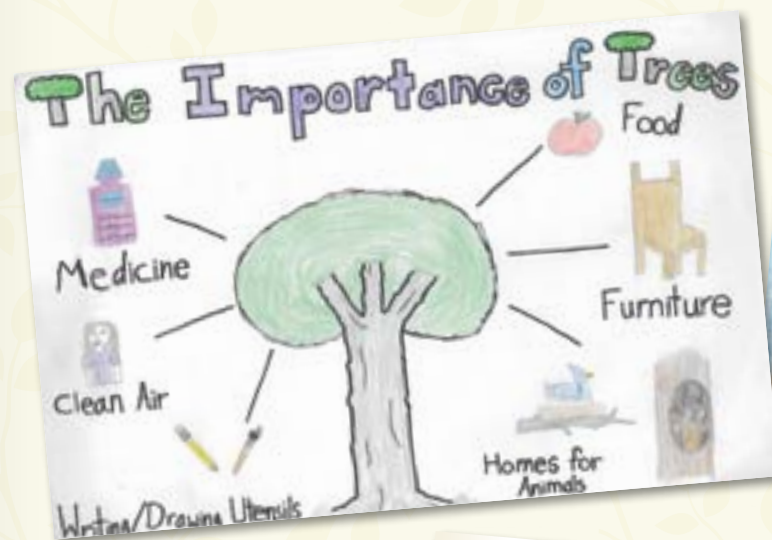 The Importance of Trees
Food
Medicine
Furniture
Clean Air
Homes for
Animals
Writing/Drawing Utensils